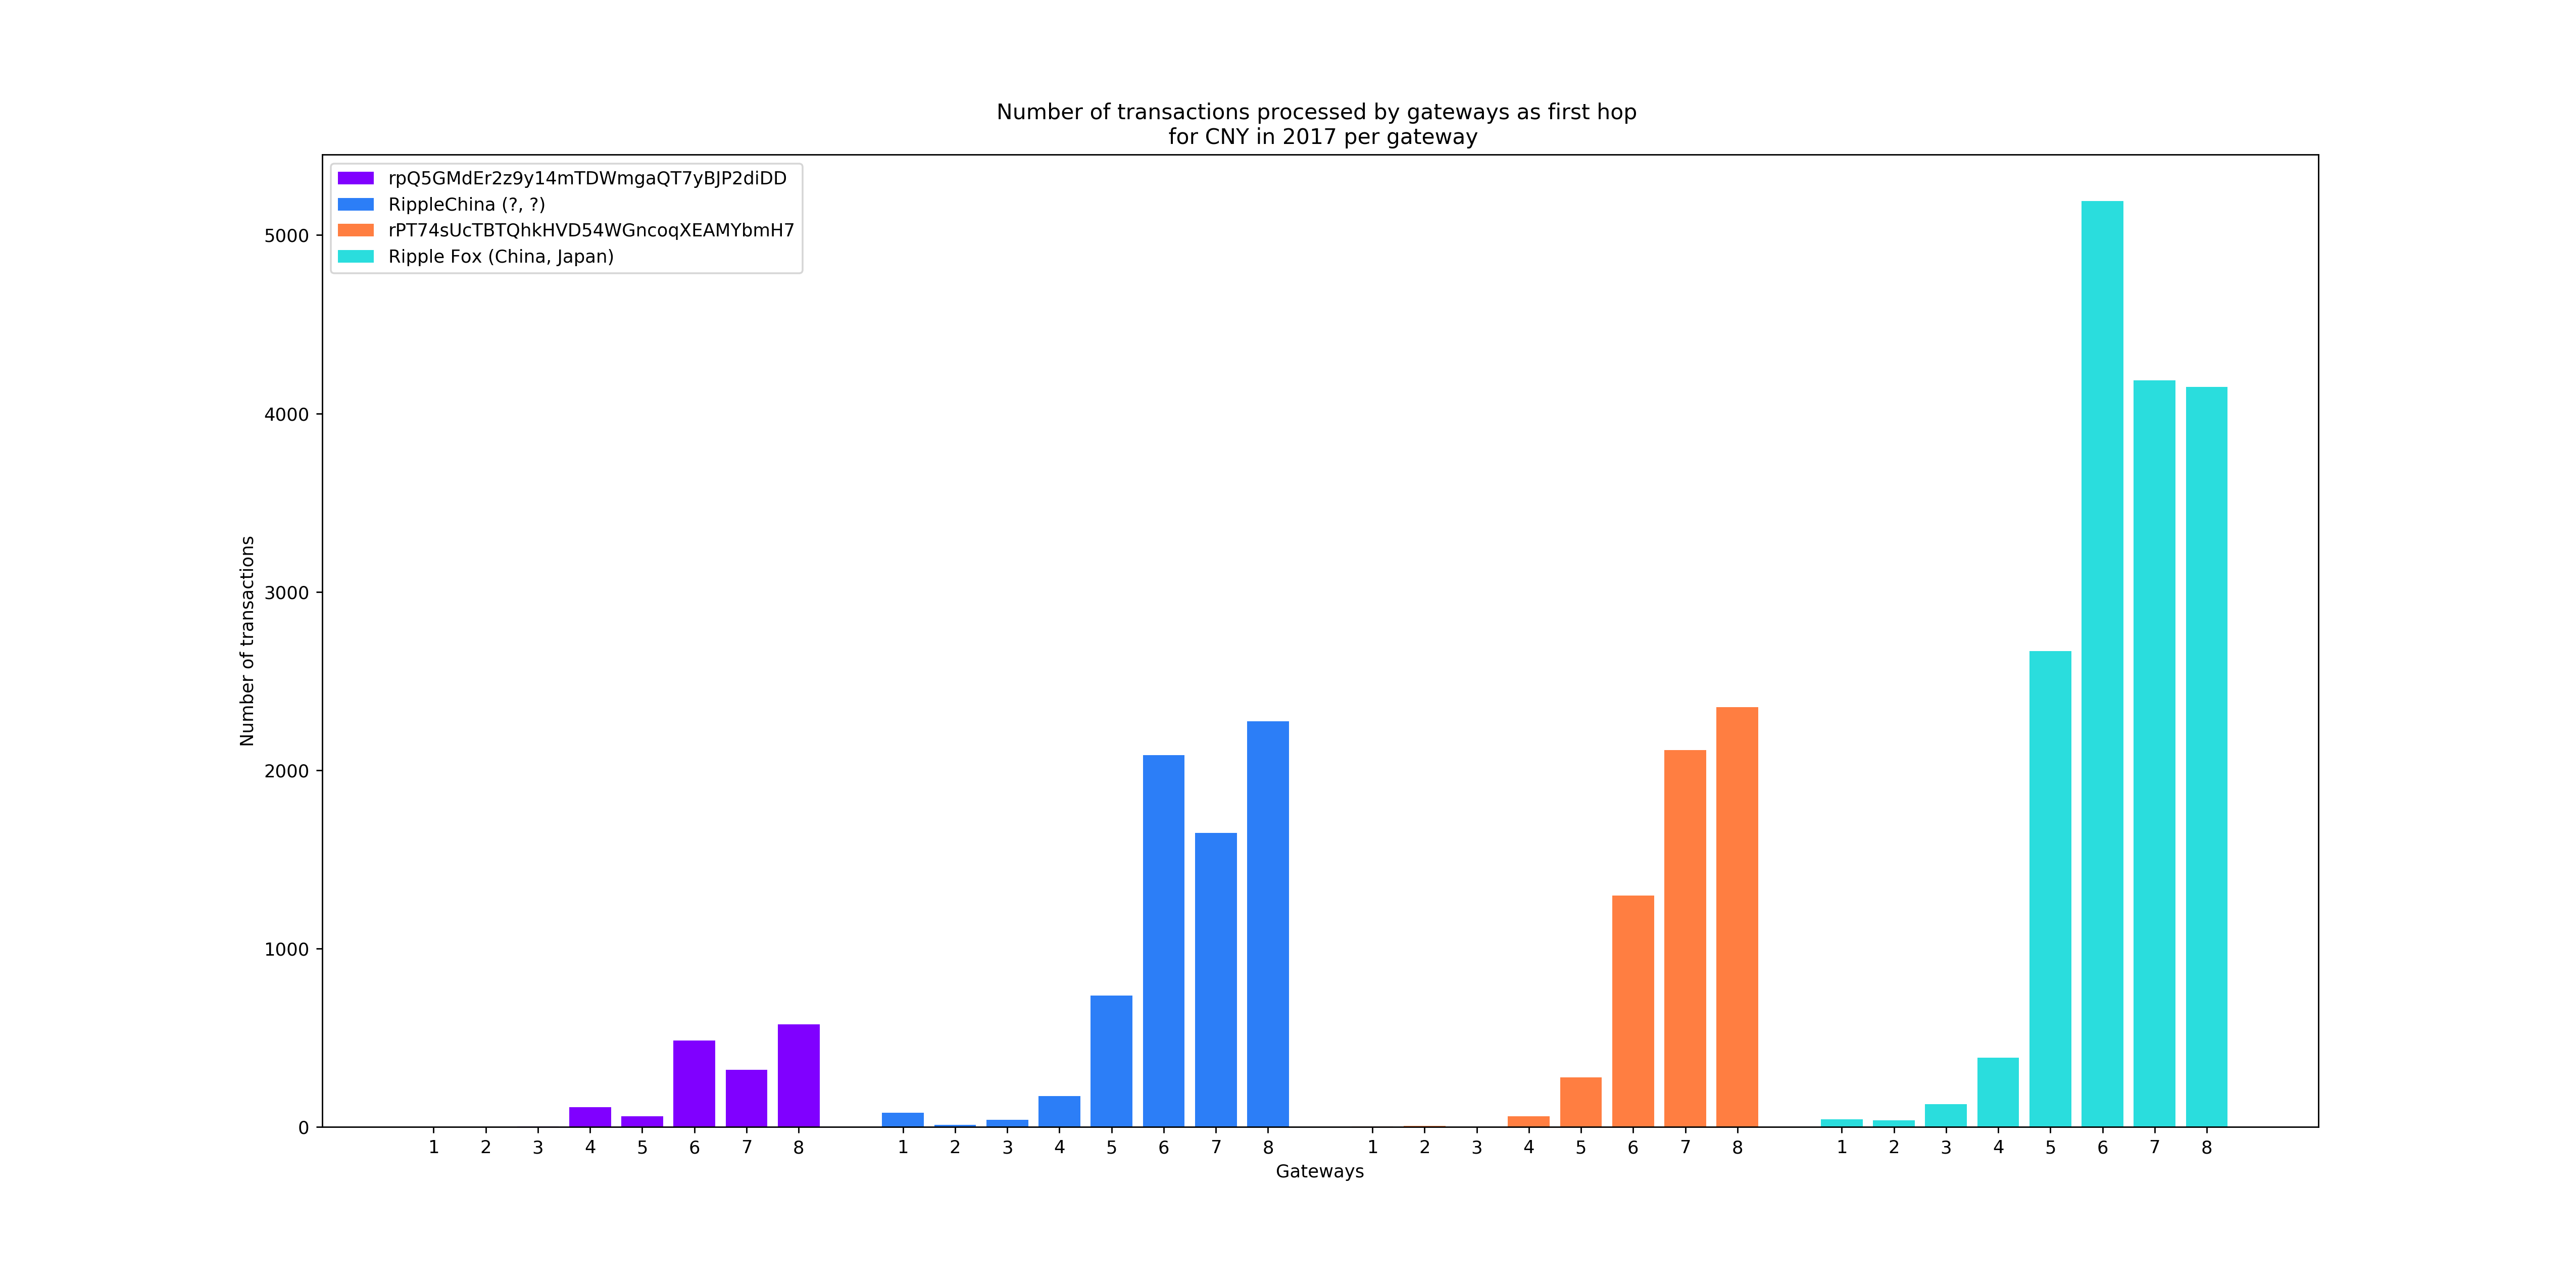 Number of transactions processed by gateways as first hop
for CNY in 2017 per gateway
rpQ5GMdEr2z9y14mTDWmgaQT7yBJP2diDD
RippleChina (?, ?)
rPT74sUcTBTQhkHVD54WGncoqXEAMYbmH7
Ripple Fox (China, Japan)
5000
4000
3000
2000
1000
0
Number of transactions
1 2 3 4 5 6 7 8 1 2 3 4 5 6 7 8 1 2 3 4 5 6 7 8 1 2 3 4 5 6 7 8
Gateways